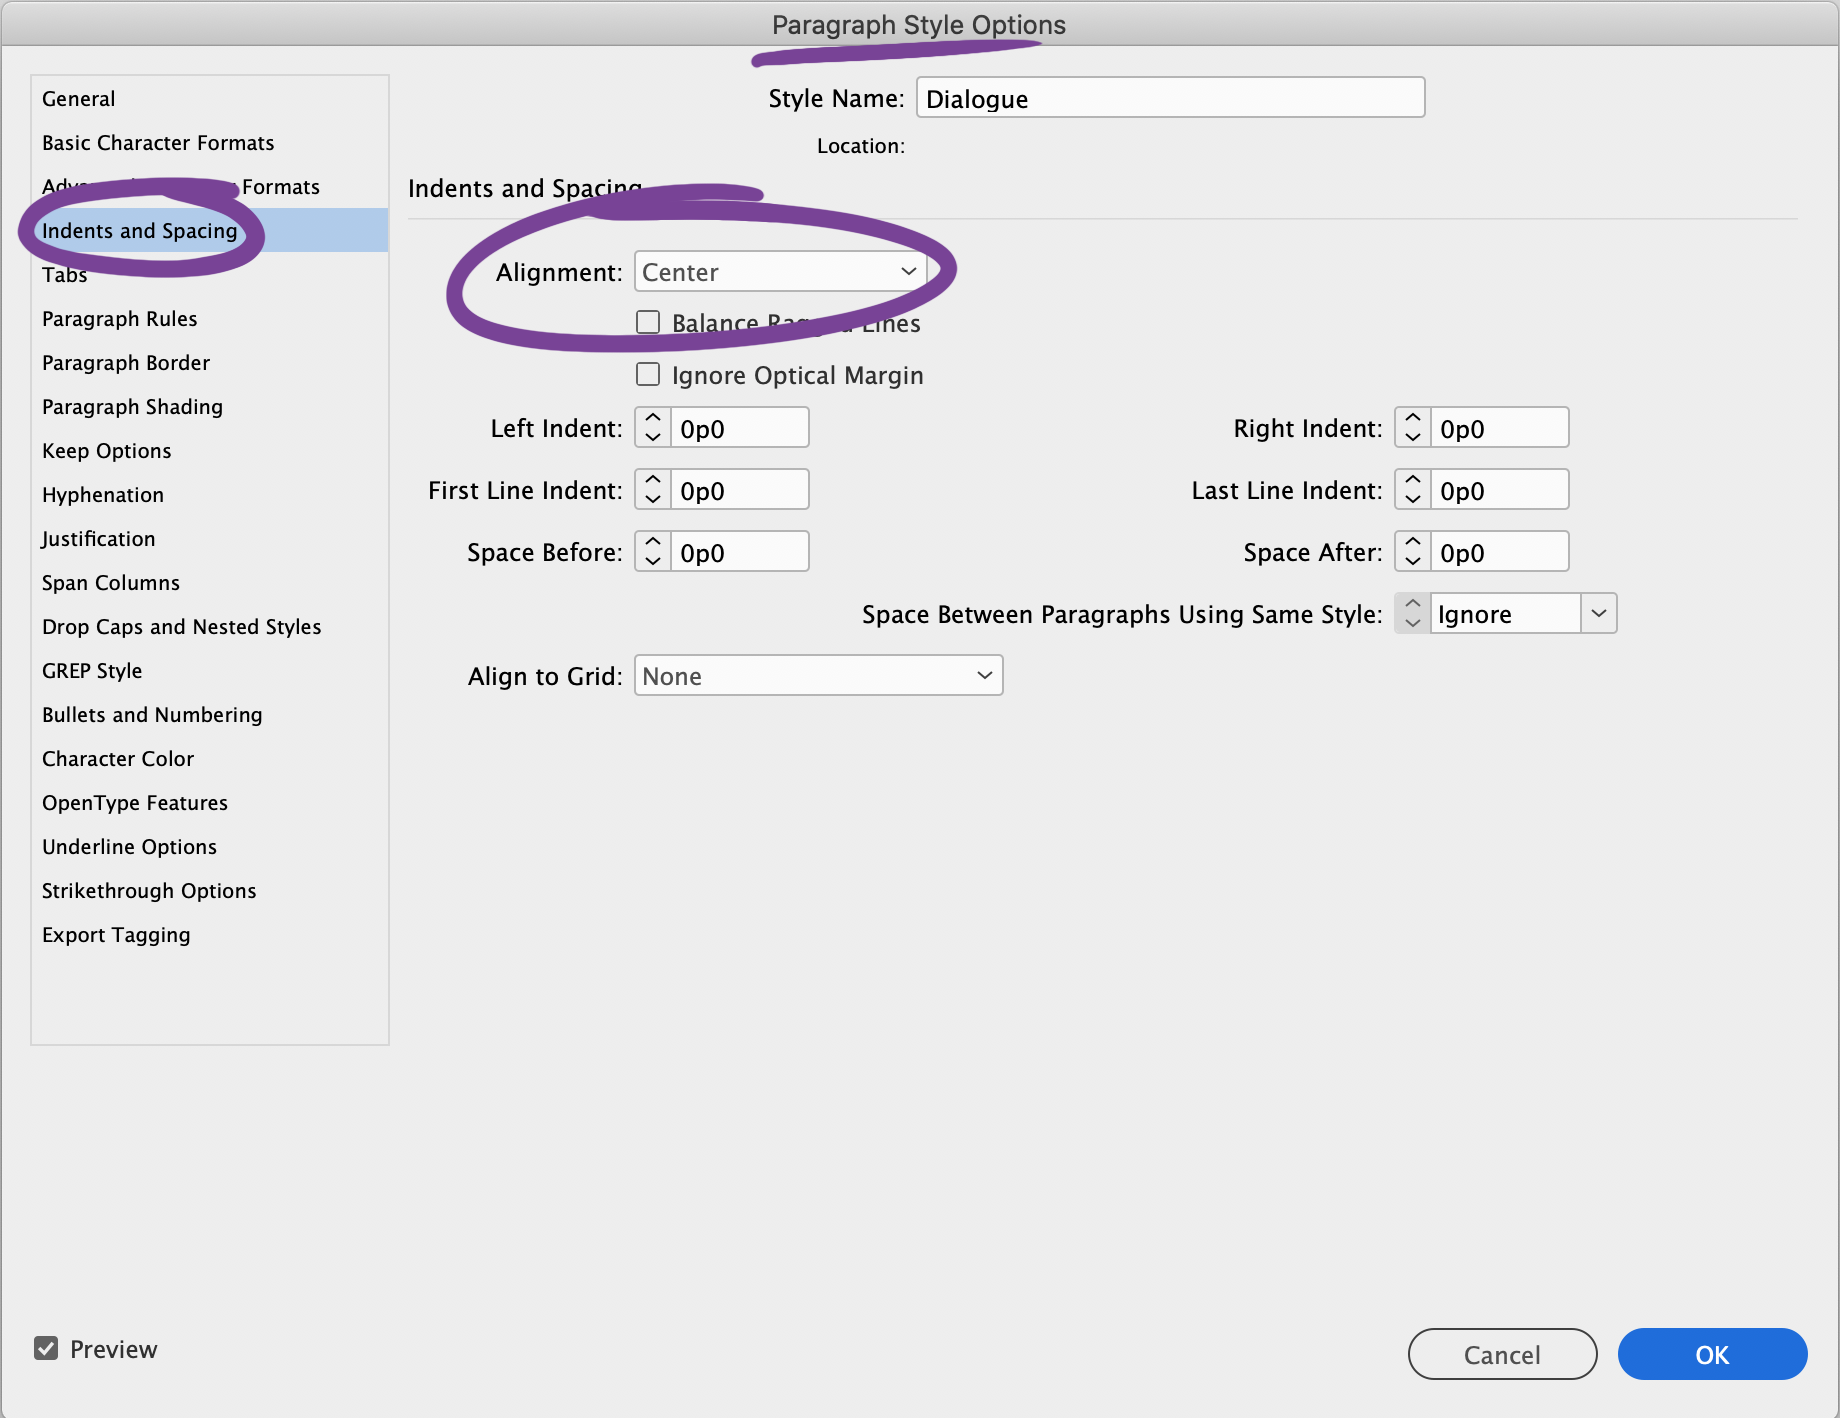 Paragraph Style Options
General
Basic Character Formats
Formats
Indents and Spacing
Tabs
Paragraph Rules
Paragraph Border
Paragraph Shading
Keep Options
Hyphenation
Justification
Span Columns
Drop Caps and Nested Styles
GREP Style
Bullets and Numbering
Character Color
OpenType Features
Underline Options
Strikethrough Options
Export Tagging
Style Name: Dialogue
Location:
Indents and Spacing
Alignment: Center
Balance Ragged Lines
Ignore Optical Margin
Left Indent: 0p0 Right Indent: 0p0
First Line Indent: 0p0 Last Line Indent: 0p0
Space Before: 0p0 Space After: 0p0
Space Between Paragraphs Using Same Style: Ignore
Align to Grid: None
Preview Cancel OK